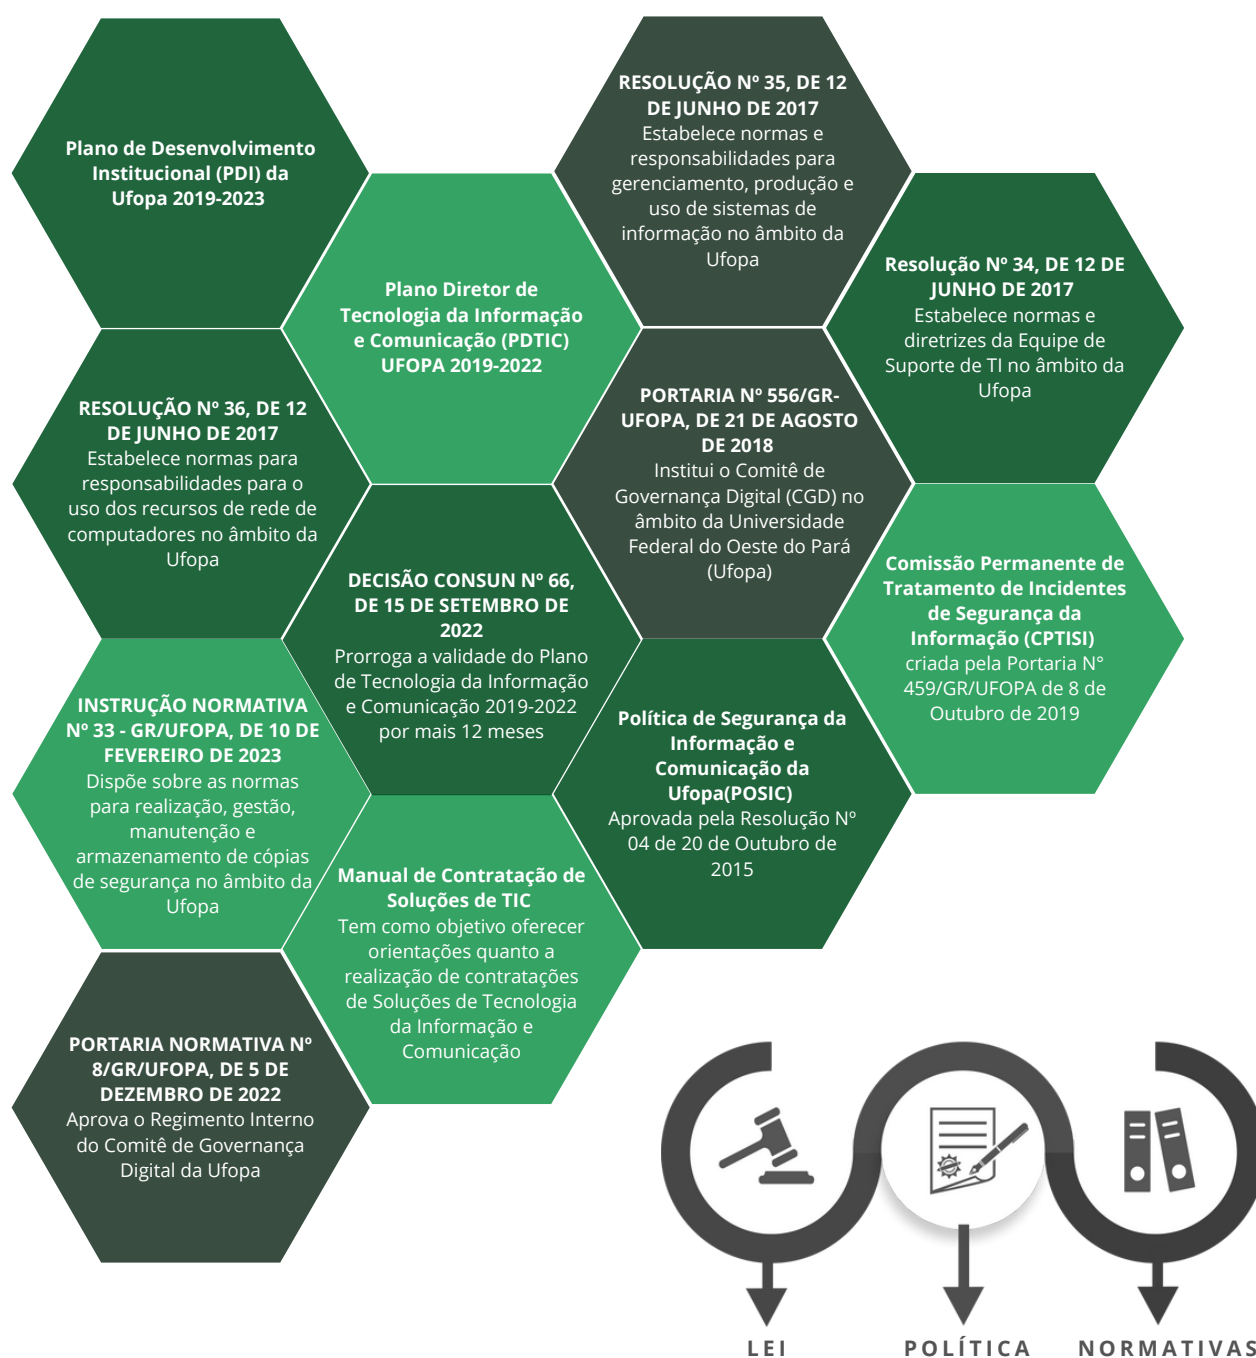 Plano de Desenvolvimento
Institucional (PDI) da
Ufopa 2019-2023
RESOLUÇÃO Nº 35, DE 12
DE JUNHO DE 2017
Estabelece normas e
responsabilidades para
gerenciamento, produção e
uso de sistemas de
informação no âmbito da
Ufopa
Plano Diretor de
Tecnologia da Informação
e Comunicação (PDTIC)
UFOPA 2019-2022
Resolução Nº 34, DE 12 DE
JUNHO DE 2017
Estabelece normas e
diretrizes da Equipe de
Suporte de TI no âmbito da
Ufopa
RESOLUÇÃO Nº 36, DE 12
DE JUNHO DE 2017
Estabelece normas para
responsabilidades para o
uso dos recursos de rede de
computadores no âmbito da
Ufopa
PORTARIA Nº 556/GR-
UFOPA, DE 21 DE AGOSTO
DE 2018
Institui o Comitê de
Governança Digital (CGD) no
âmbito da Universidade
Federal do Oeste do Pará
(Ufopa)
DECISÃO CONSUN Nº 66,
DE 15 DE SETEMBRO DE
2022
Prorroga a validade do Plano
de Tecnologia da Informação
e Comunicação 2019-2022
por mais 12 meses
Comissão Permanente de
Tratamento de Incidentes
de Segurança da
Informação (CPTISI)
criada pela Portaria N°
459/GR/UFOPA de 8 de
Outubro de 2019
INSTRUÇÃO NORMATIVA
Nº 33 - GR/UFOPA, DE 10 DE
FEVEREIRO DE 2023
Dispõe sobre as normas
para realização, gestão,
manutenção e
armazenamento de cópias
de segurança no âmbito da
Ufopa
Política de Segurança da
Informação e
Comunicação da
Ufopa(POSIC)
Aprovada pela Resolução Nº
04 de 20 de Outubro de
2015
Manual de Contratação de
Soluções de TIC
Tem como objetivo oferecer
orientações quanto a
realização de contratações
de Soluções de Tecnologia
da Informação e
Comunicação
PORTARIA NORMATIVA Nº
8/GR/UFOPA, DE 5 DE
DEZEMBRO DE 2022
Aprova o Regimento Interno
do Comitê de Governança
Digital da Ufopa
LEI
POLÍTICA
NORMATIVAS